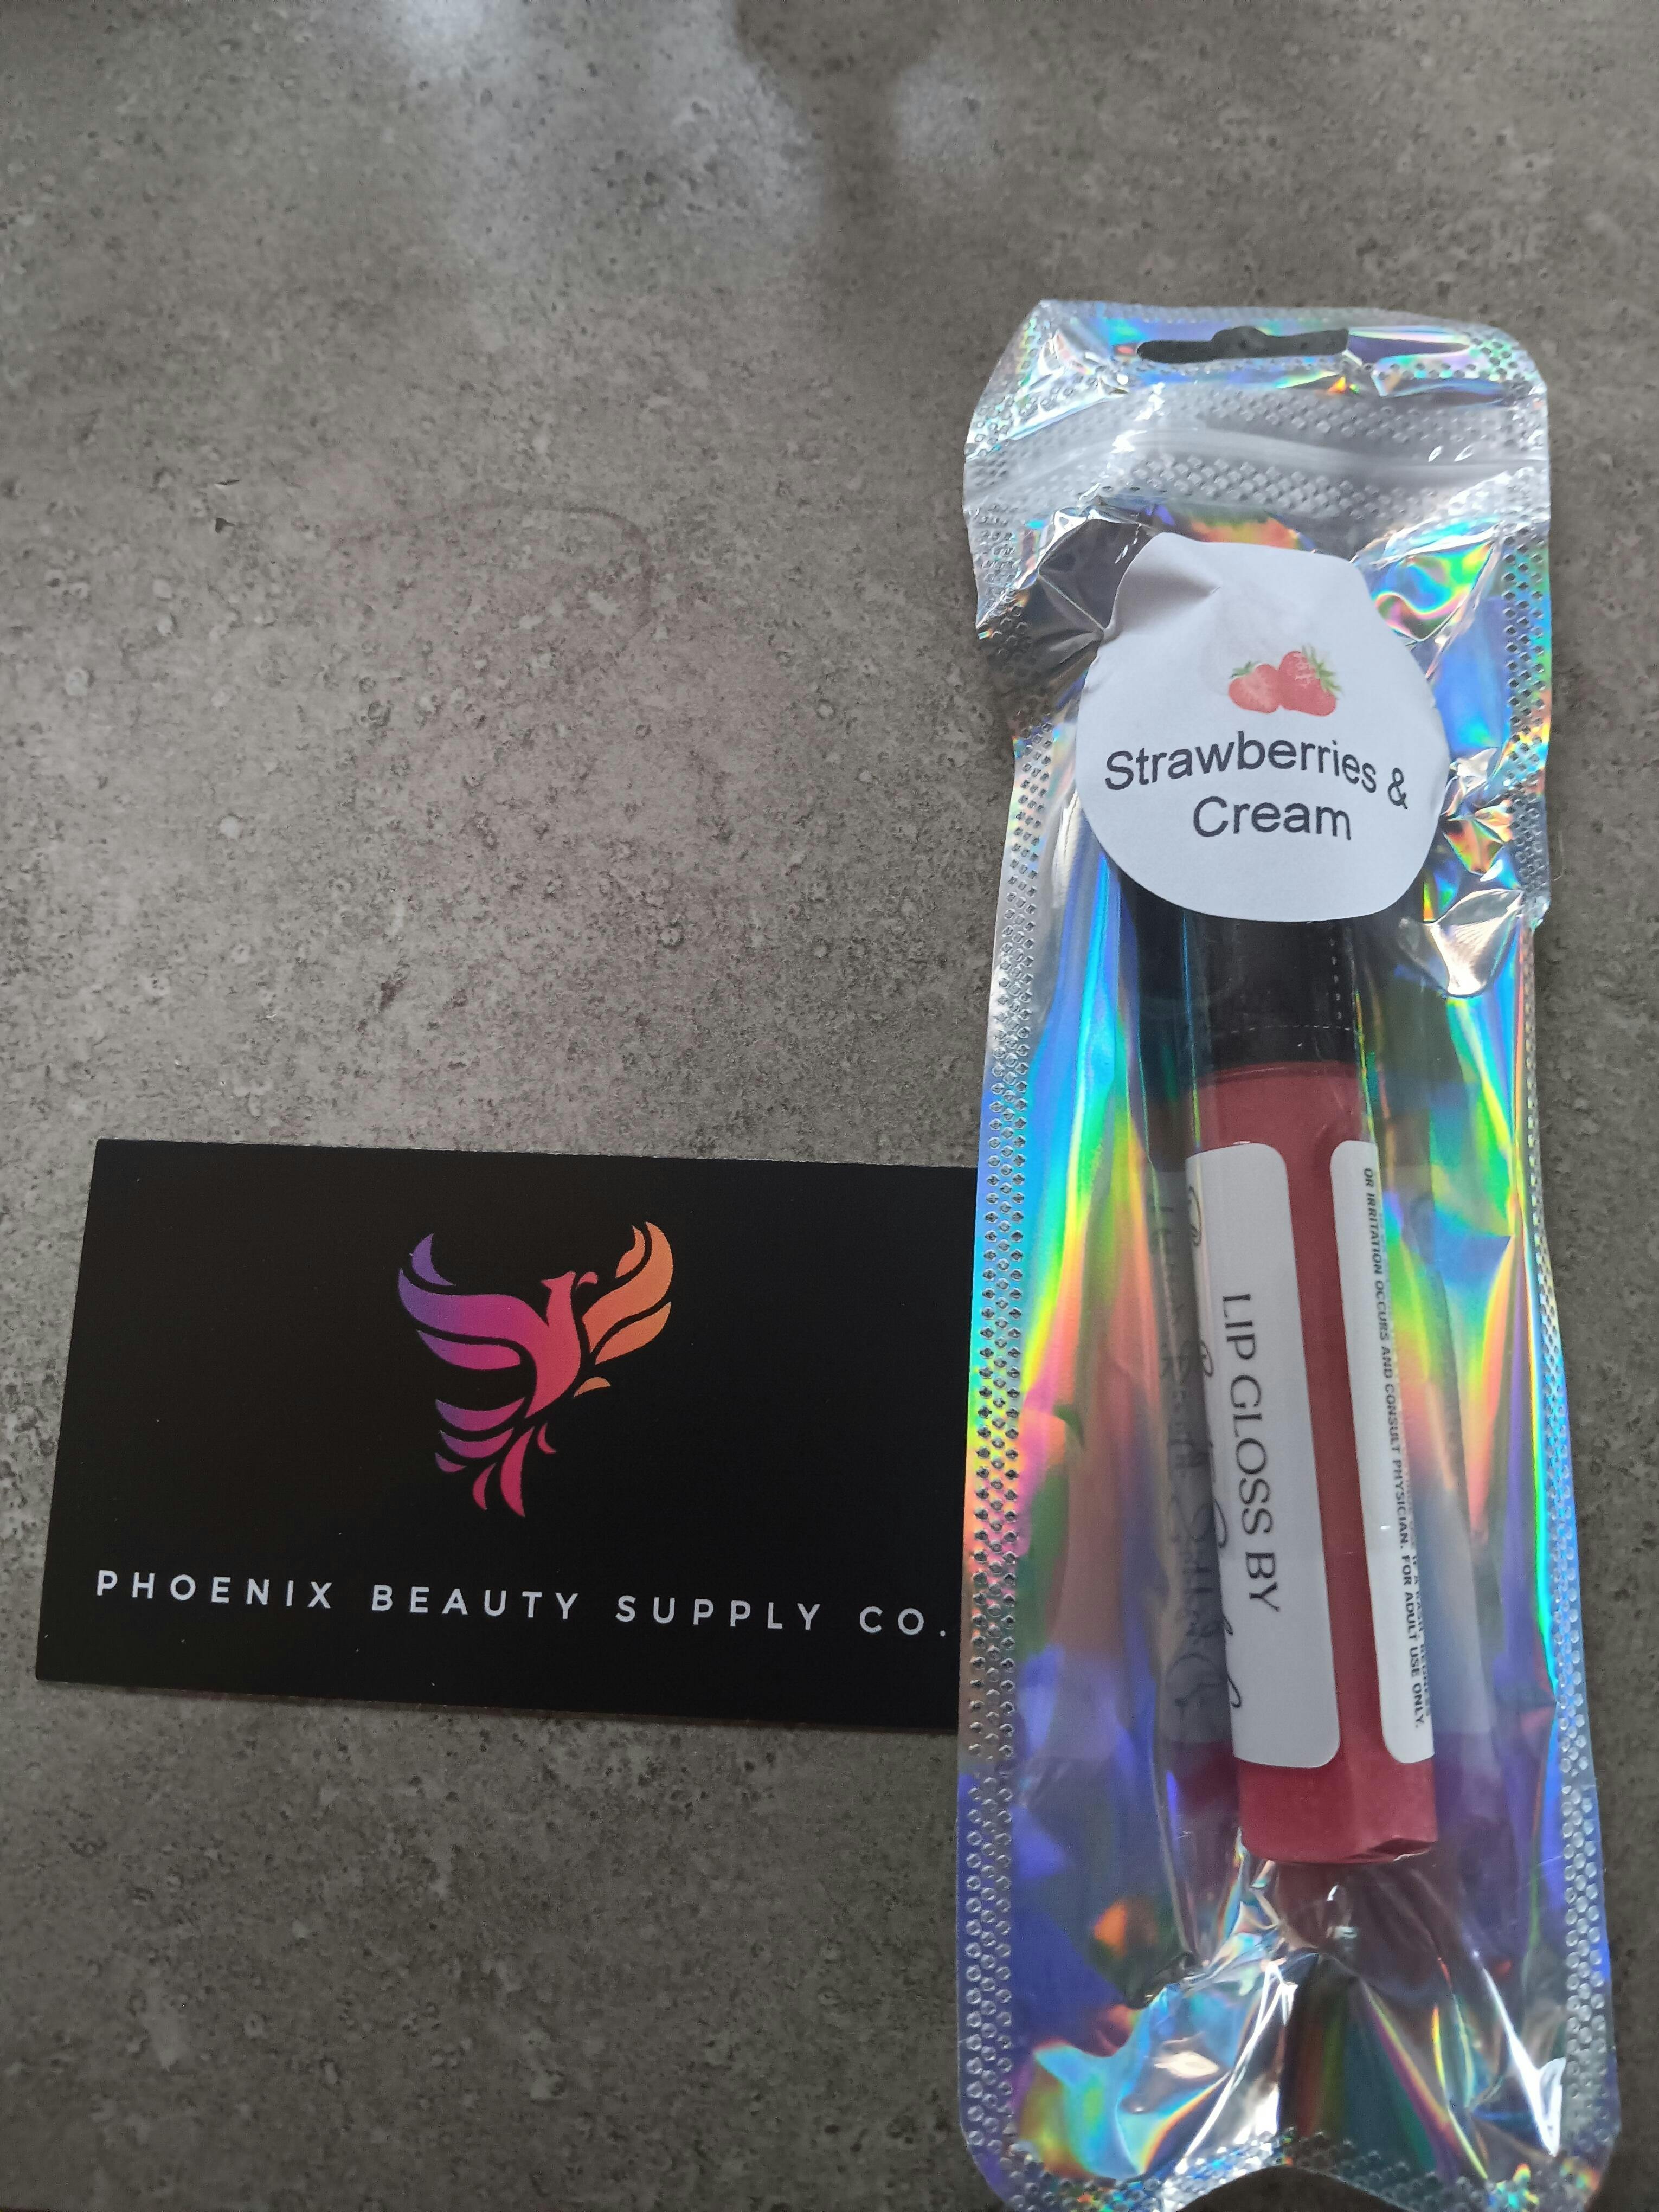 Strawberries &
Cream
LIP GLOSS BY
OR IRRITATION OCCURS AND CONSULT PHYSICIAN. FOR ADULT USE ONLY.
PHOENIX BEAUTY SUPPLY CO.